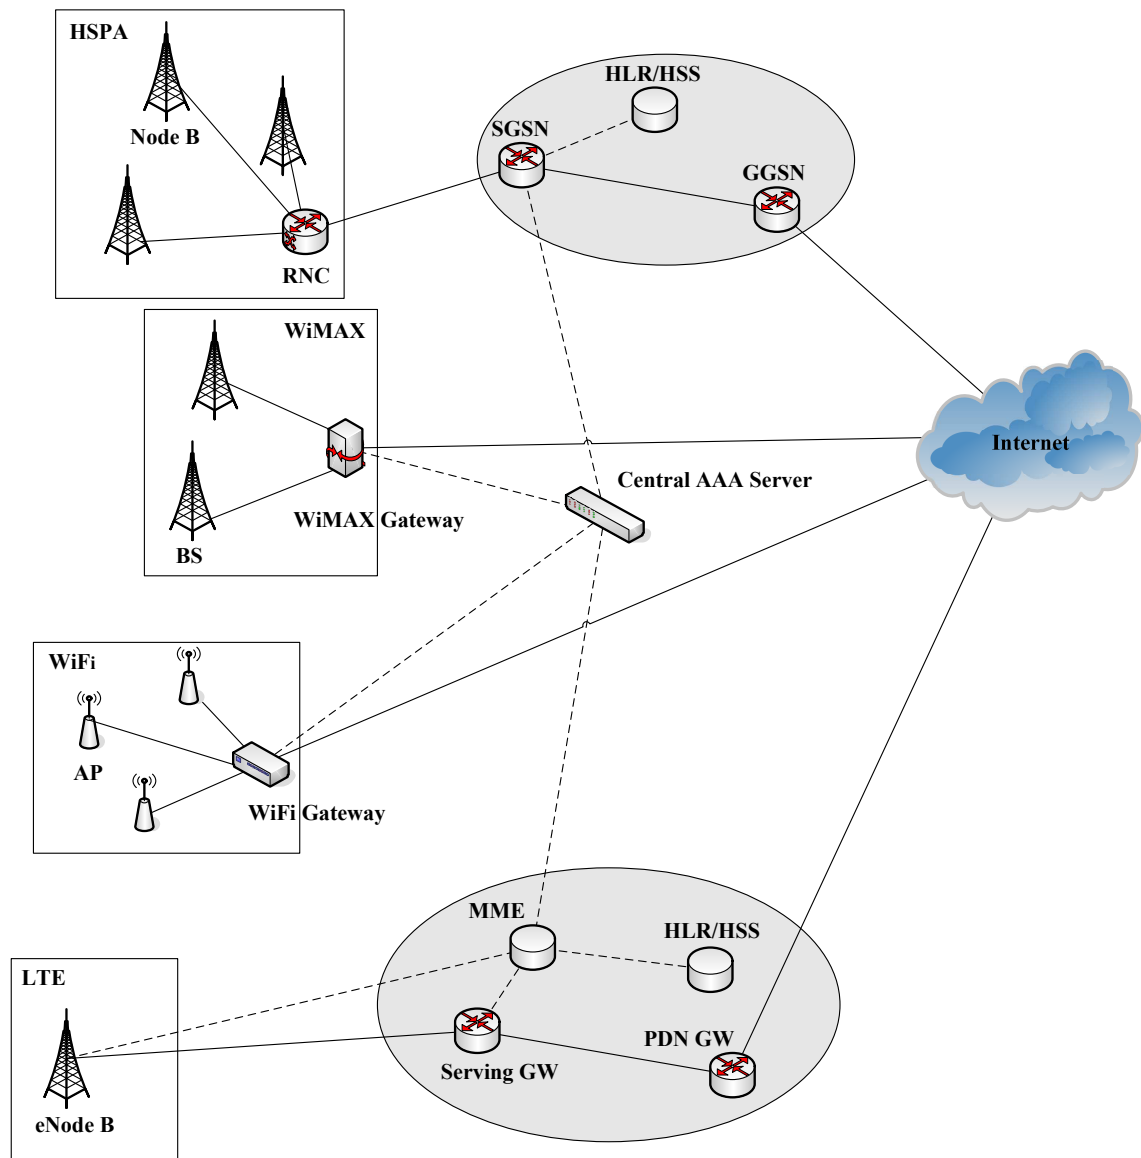 HSPA
Node B
RNC
HLR/HSS
SGSN
GGSN
WiMAX
WiMAX Gateway
BS
Internet
Central AAA Server
WiFi
AP
WiFi Gateway
MME
HLR/HSS
LTE
PDN GW
Serving GW
eNode B